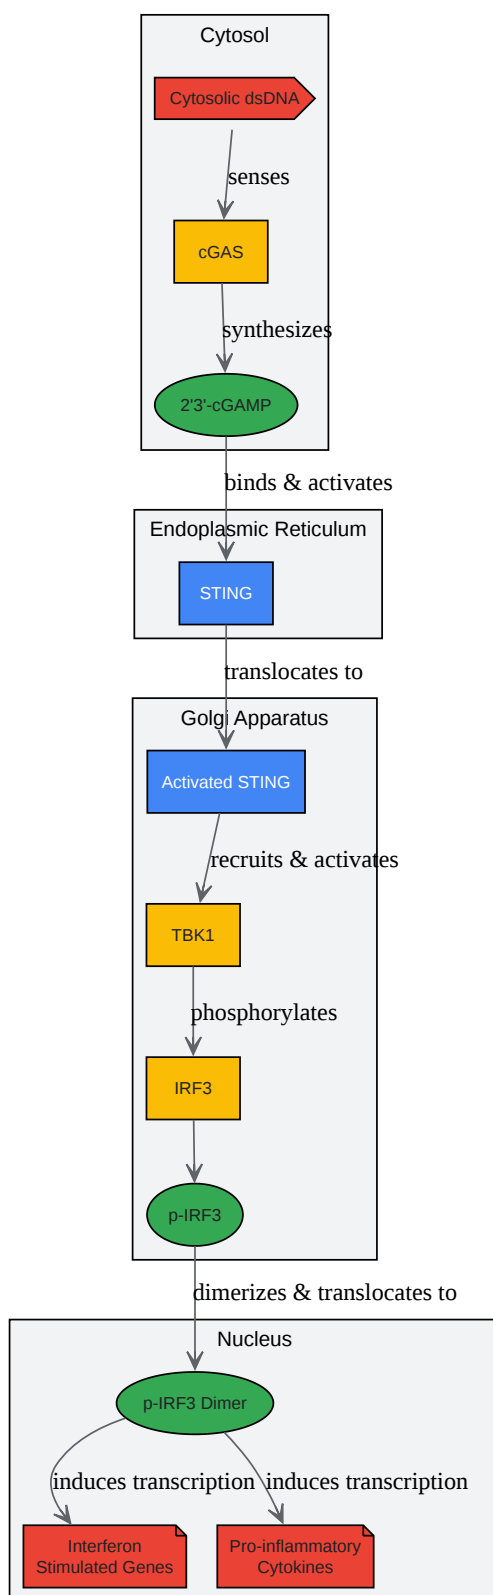 Cytosol
Cytosolic dsDNA
senses
cGAS
synthesizes
2'3'-cGAMP
binds & activates
Endoplasmic Reticulum
STING
translocates to
Golgi Apparatus
Activated STING
recruits & activates
TBK1
phosphorylates
IRF3
p-IRF3
dimerizes & translocates to
Nucleus
p-IRF3 Dimer
induces transcription
induces transcription
Interferon
Stimulated Genes
Pro-inflammatory
Cytokines